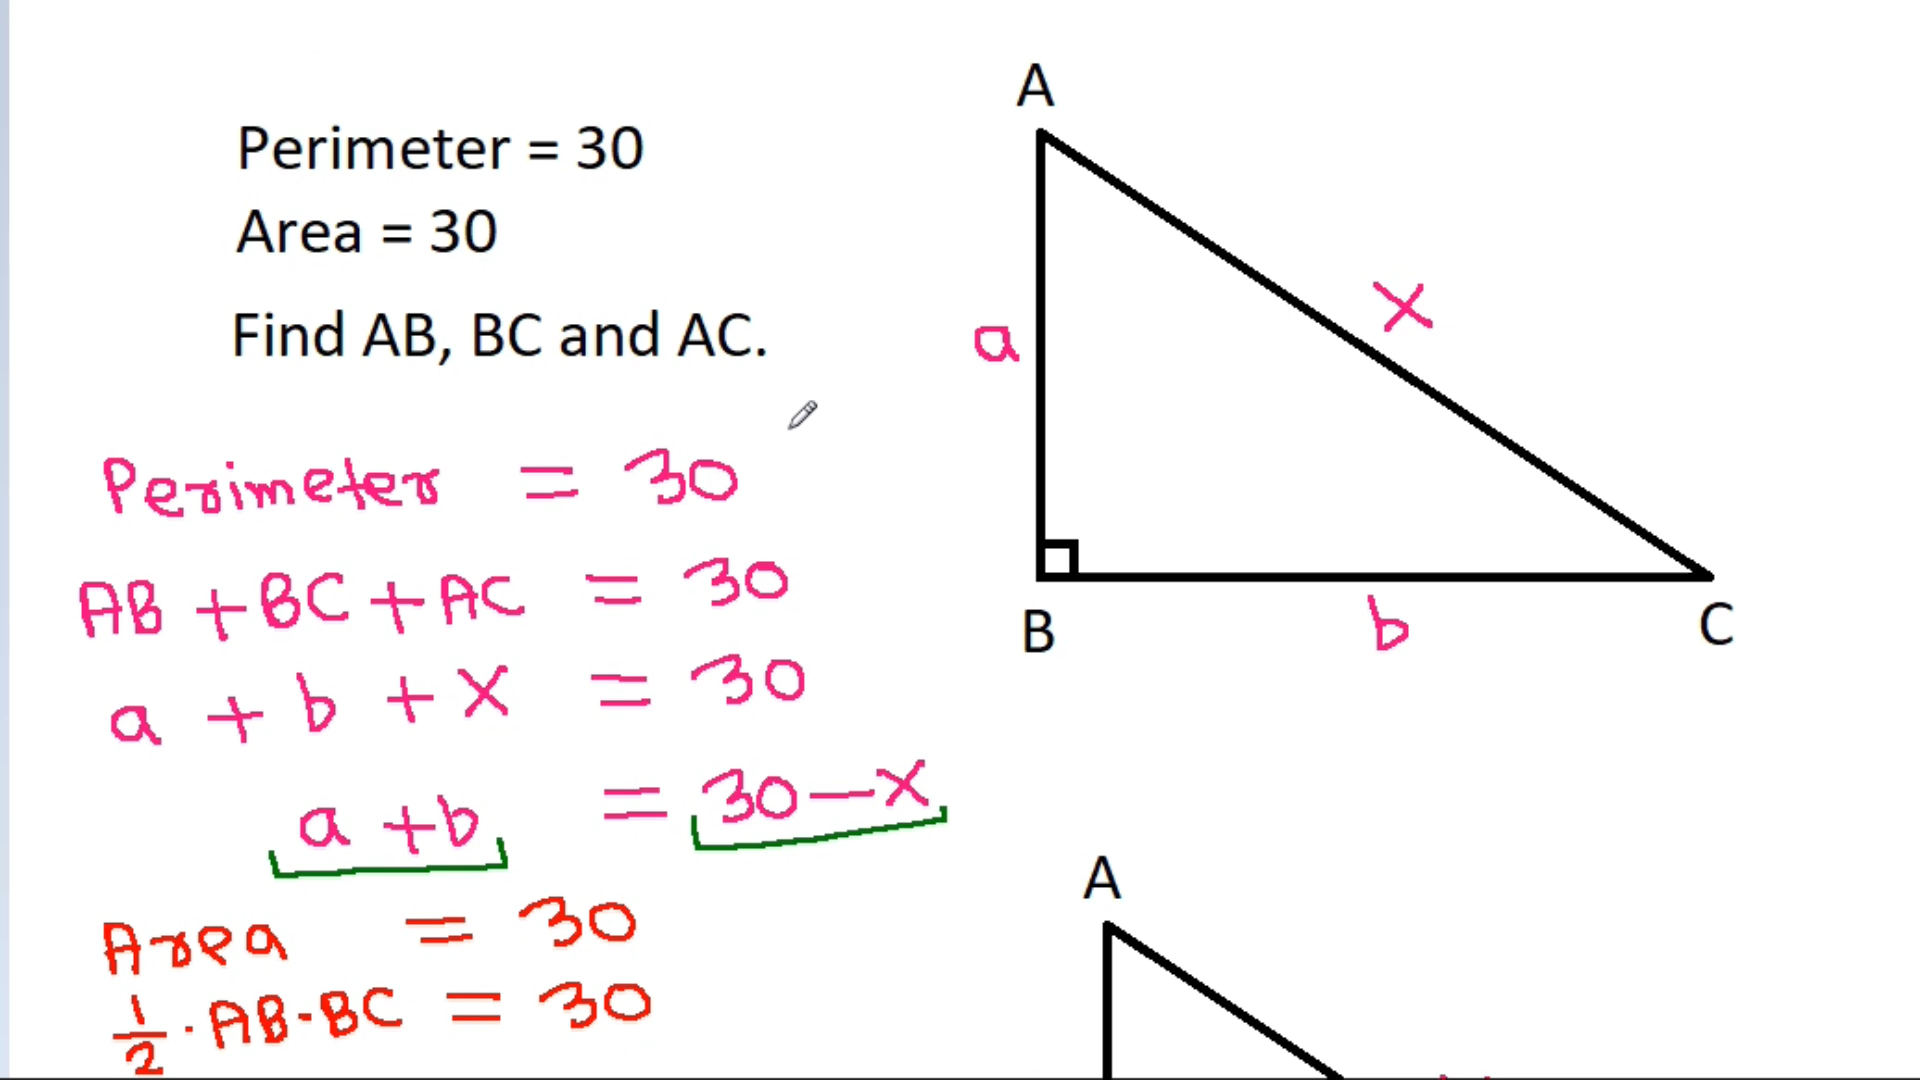 Perimeter = 30
Area = 30
Find AB, BC and AC.
A
x
a
B
b
C
Perimeter = 30
AB + BC + AC = 30
a + b + x = 30
a + b = 30 – x
Area = 30
1/2 · AB · BC = 30
A